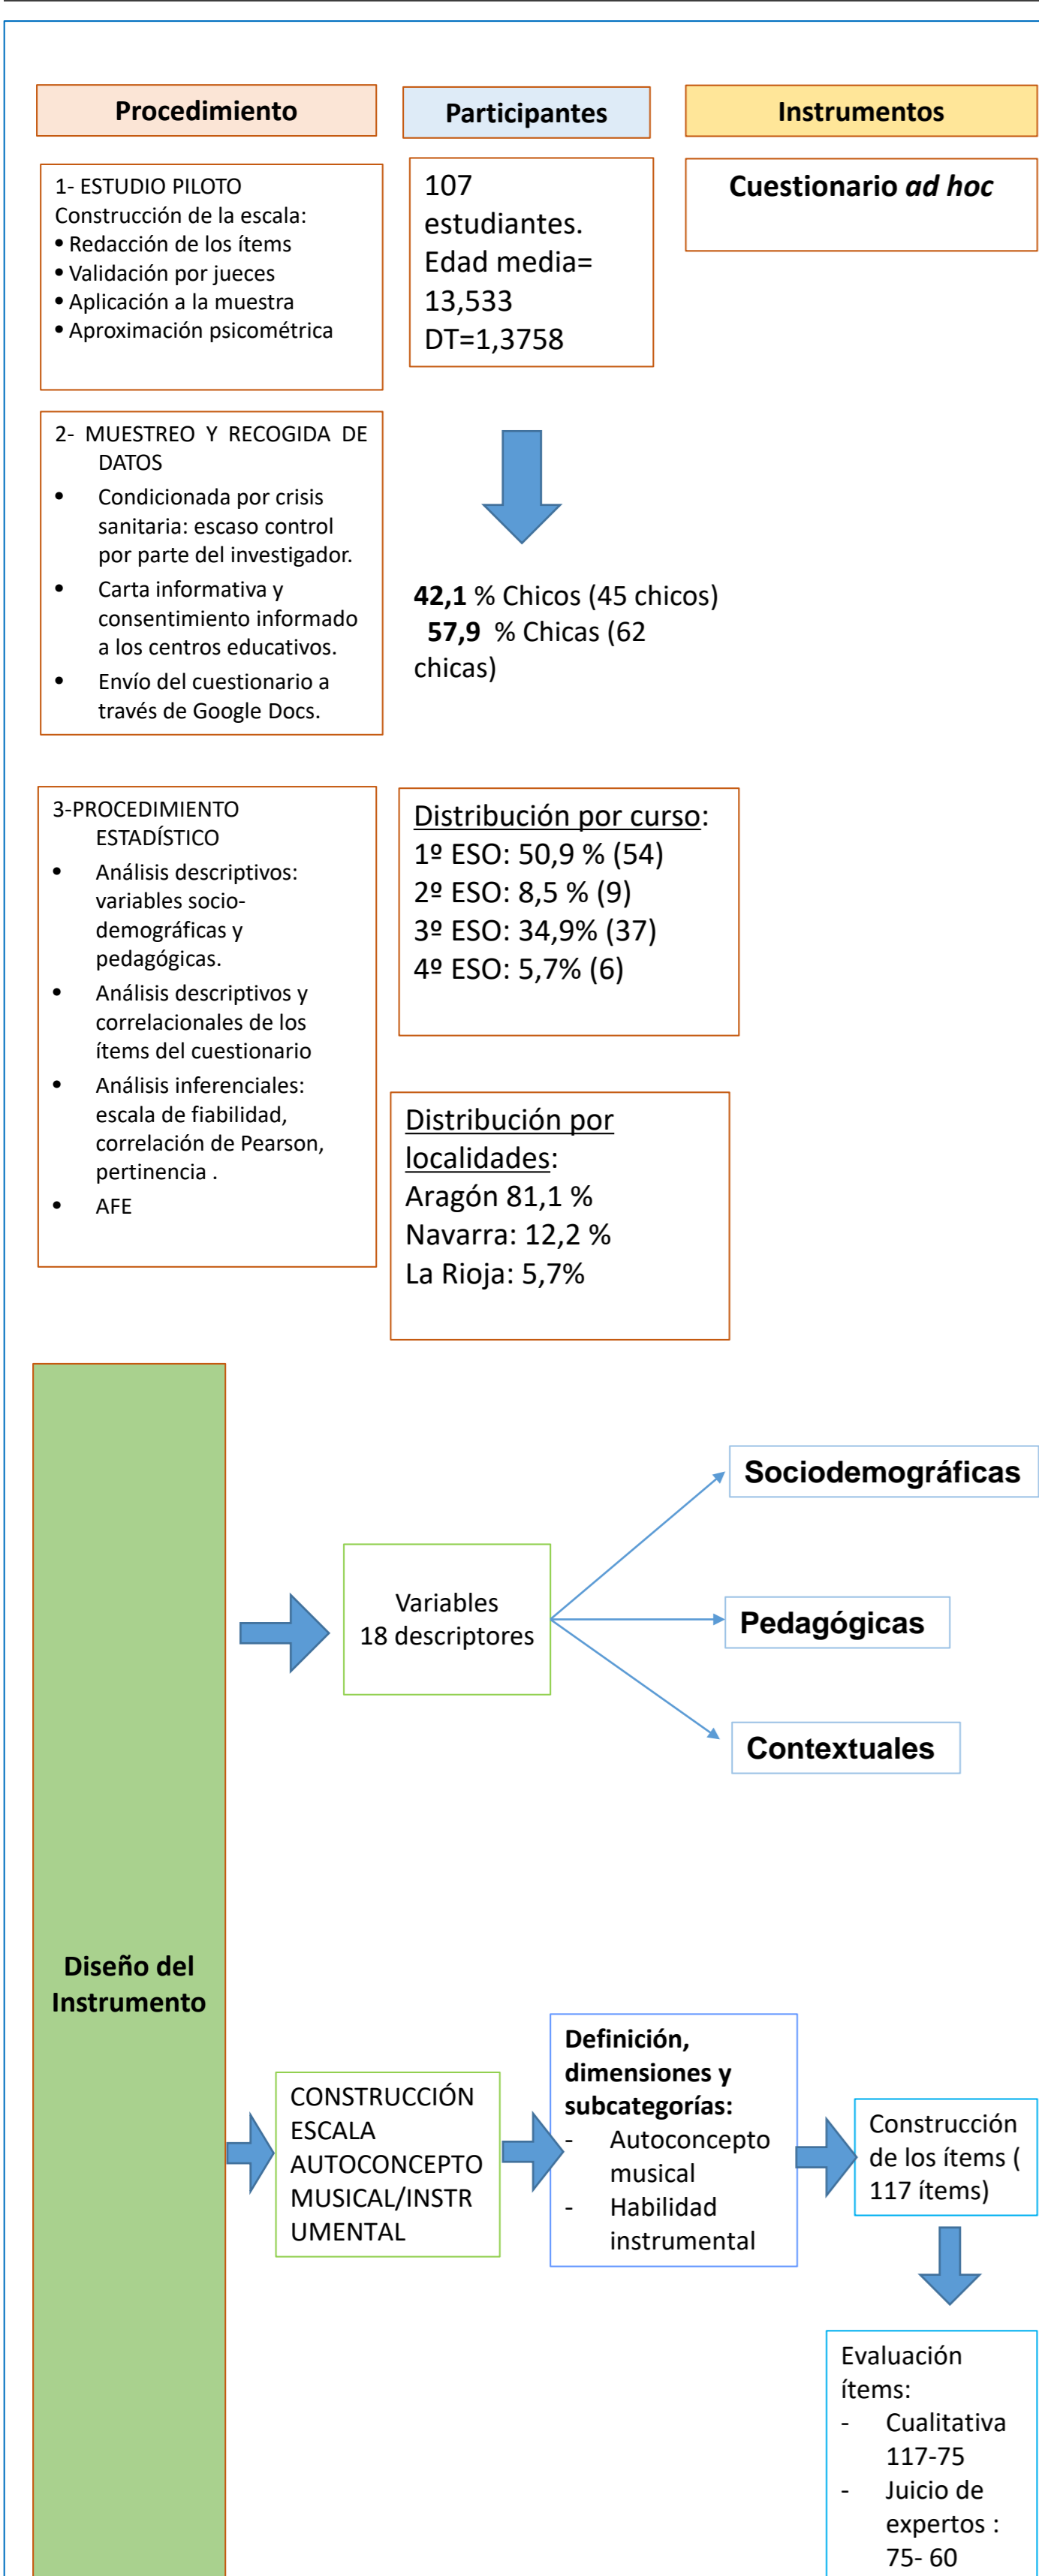 Procedimiento
Participantes
Instrumentos
1- ESTUDIO PILOTO
Construcción de la escala:
• Redacción de los ítems
• Validación por jueces
• Aplicación a la muestra
• Aproximación psicométrica
107
estudiantes.
Edad media=
13,533
DT=1,3758
Cuestionario ad hoc
2- MUESTREO Y RECOGIDA DE
DATOS
• Condicionada por crisis
sanitaria: escaso control
por parte del investigador.
• Carta informativa y
consentimiento informado
a los centros educativos.
• Envío del cuestionario a
través de Google Docs.
42,1 % Chicos (45 chicos)
57,9 % Chicas (62
chicas)
3-PROCEDIMIENTO
ESTADÍSTICO
• Análisis descriptivos:
variables socio-
demográficas y
pedagógicas.
• Análisis descriptivos y
correlacionales de los
ítems del cuestionario
• Análisis inferenciales:
escala de fiabilidad,
correlación de Pearson,
pertinencia .
• AFE
Distribución por curso:
1º ESO: 50,9 % (54)
2º ESO: 8,5 % (9)
3º ESO: 34,9% (37)
4º ESO: 5,7% (6)
Distribución por
localidades:
Aragón 81,1 %
Navarra: 12,2 %
La Rioja: 5,7%
Diseño del
Instrumento
Variables
18 descriptores
Sociodemográficas
Pedagógicas
Contextuales
CONSTRUCCIÓN
ESCALA
AUTOCONCEPTO
MUSICAL/INSTR
UMENTAL
Definición,
dimensiones y
subcategorías:
- Autoconcepto
musical
- Habilidad
instrumental
Construcción
de los ítems (
117 ítems)
Evaluación
ítems:
- Cualitativa
117-75
- Juicio de
expertos :
75- 60